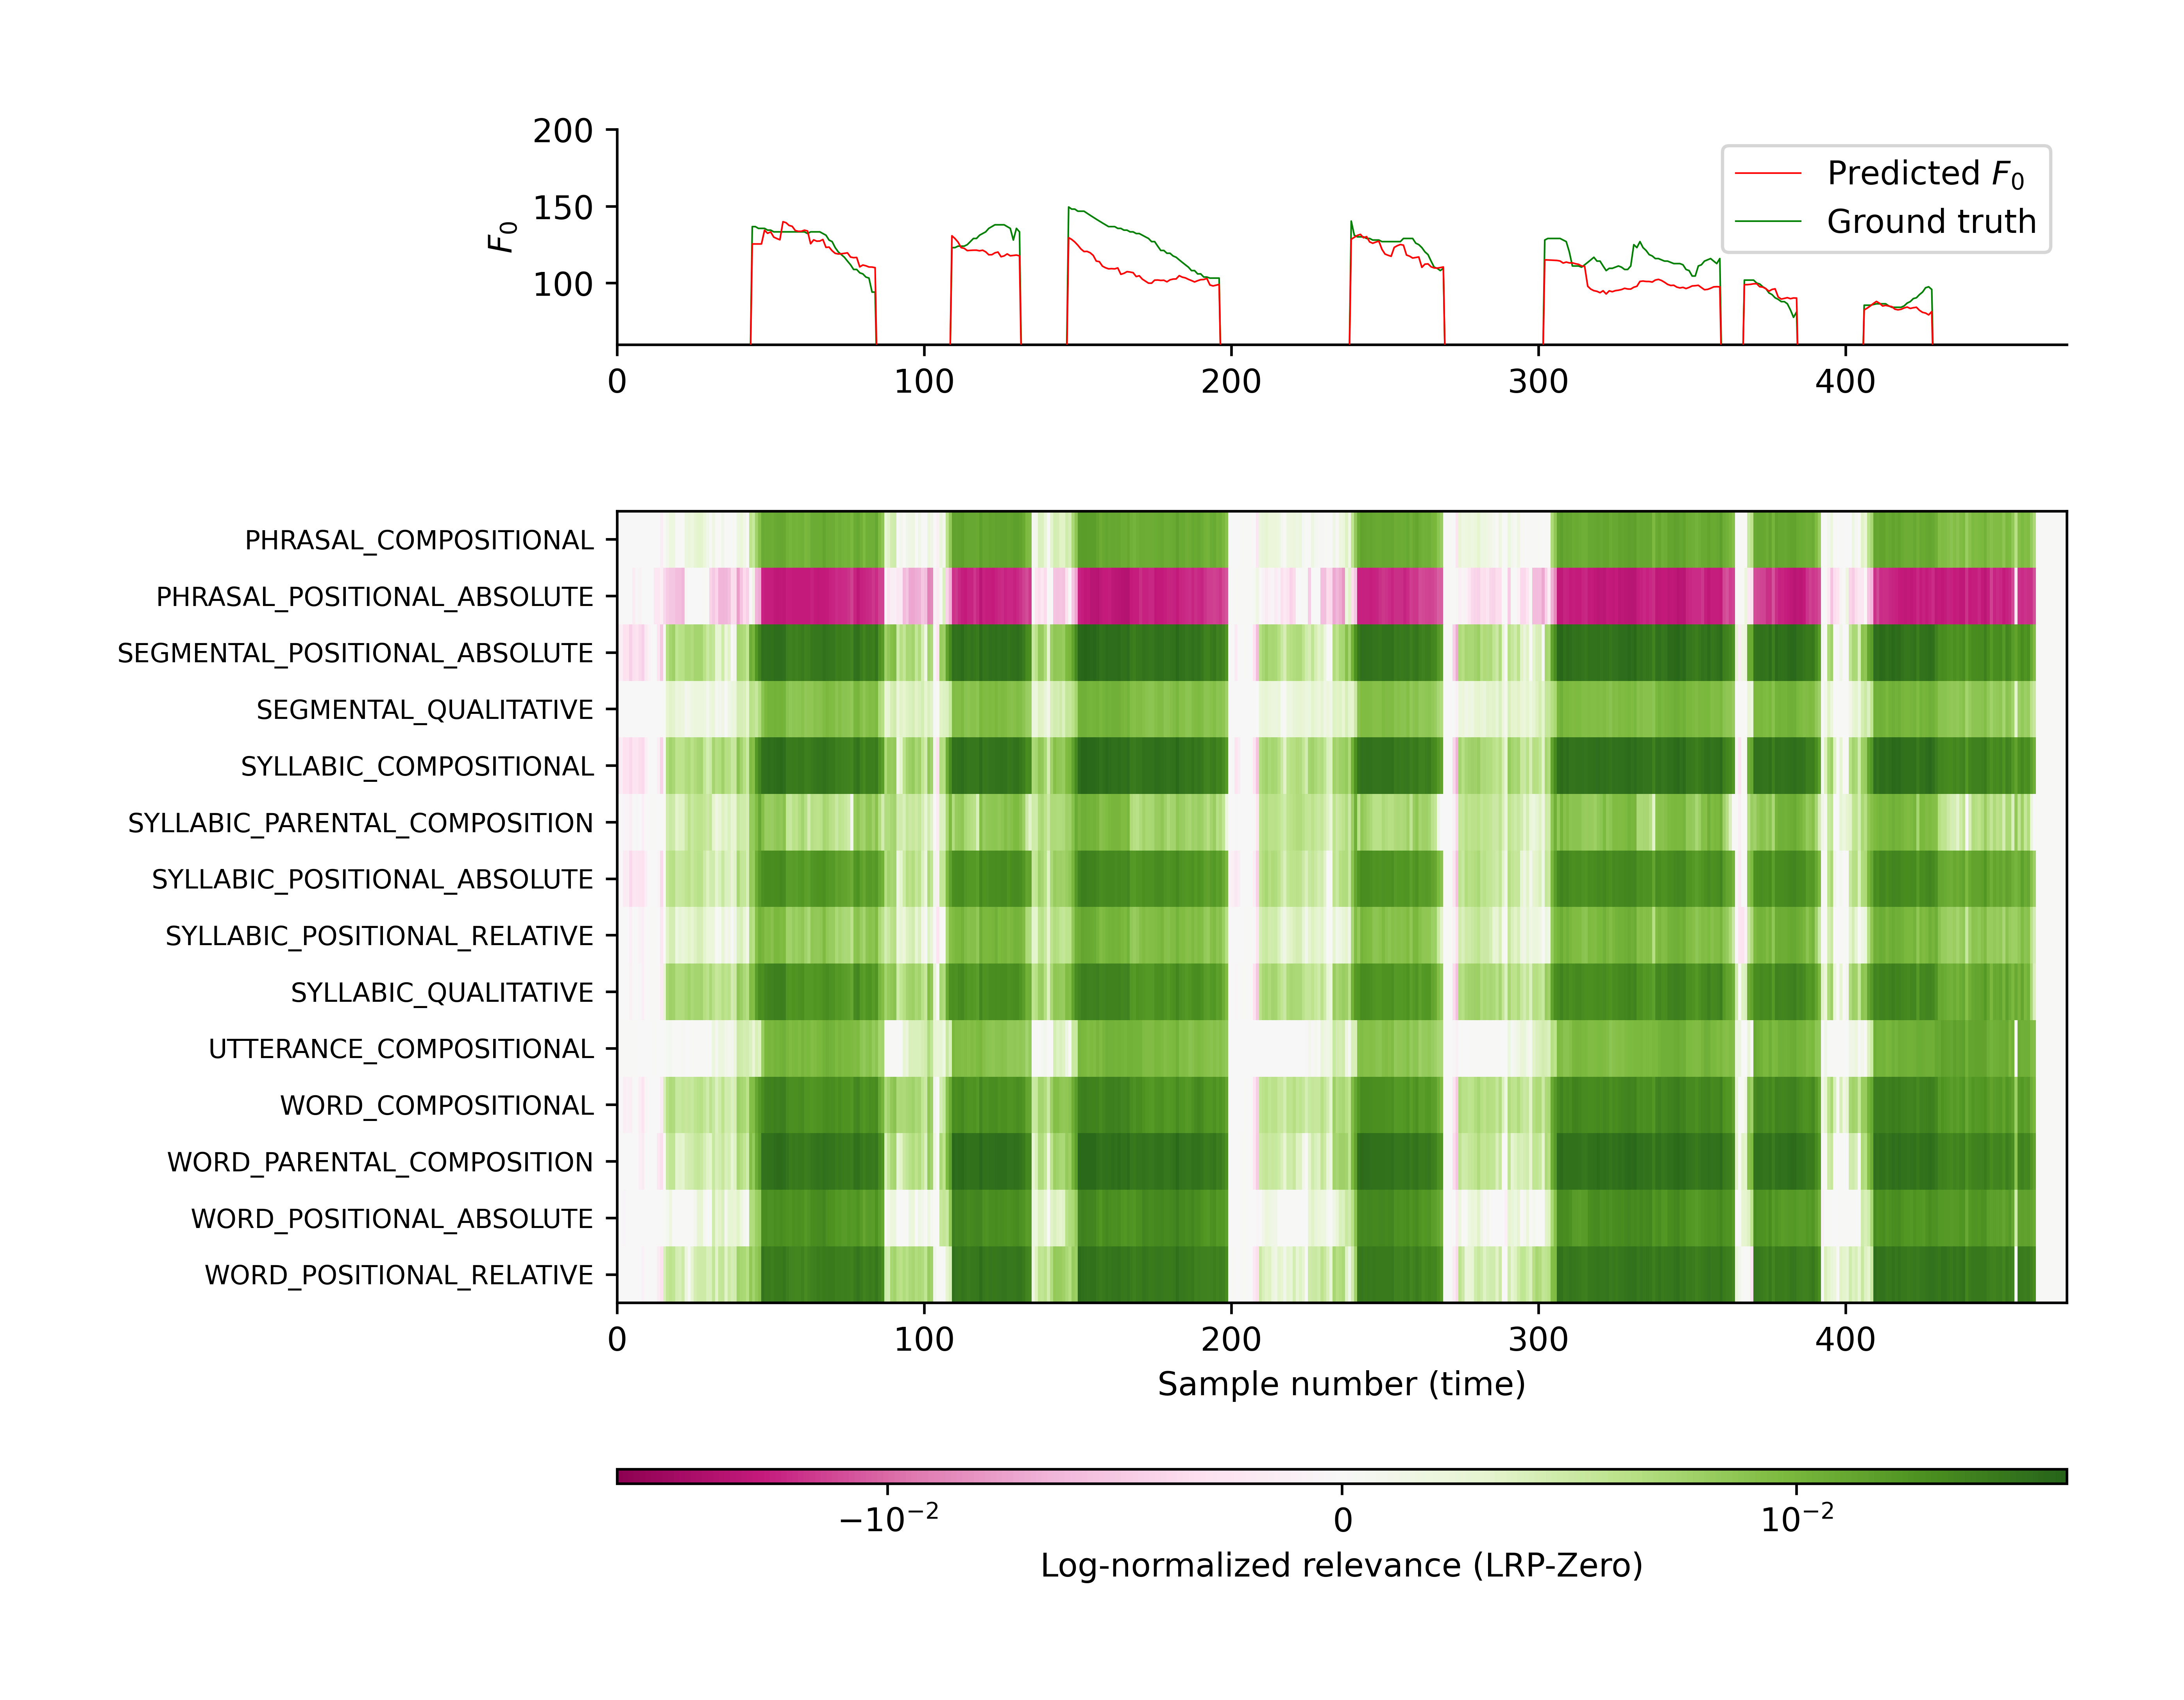 200
150
100
F₀
Predicted F₀
Ground truth
0 100 200 300 400
PHRASAL_COMPOSITIONAL
PHRASAL_POSITIONAL_ABSOLUTE
SEGMENTAL_POSITIONAL_ABSOLUTE
SEGMENTAL_QUALITATIVE
SYLLABIC_COMPOSITIONAL
SYLLABIC_PARENTAL_COMPOSITION
SYLLABIC_POSITIONAL_ABSOLUTE
SYLLABIC_POSITIONAL_RELATIVE
SYLLABIC_QUALITATIVE
UTTERANCE_COMPOSITIONAL
WORD_COMPOSITIONAL
WORD_PARENTAL_COMPOSITION
WORD_POSITIONAL_ABSOLUTE
WORD_POSITIONAL_RELATIVE
0 100 200 300 400
Sample number (time)
−10⁻² 0 10⁻²
Log-normalized relevance (LRP-Zero)